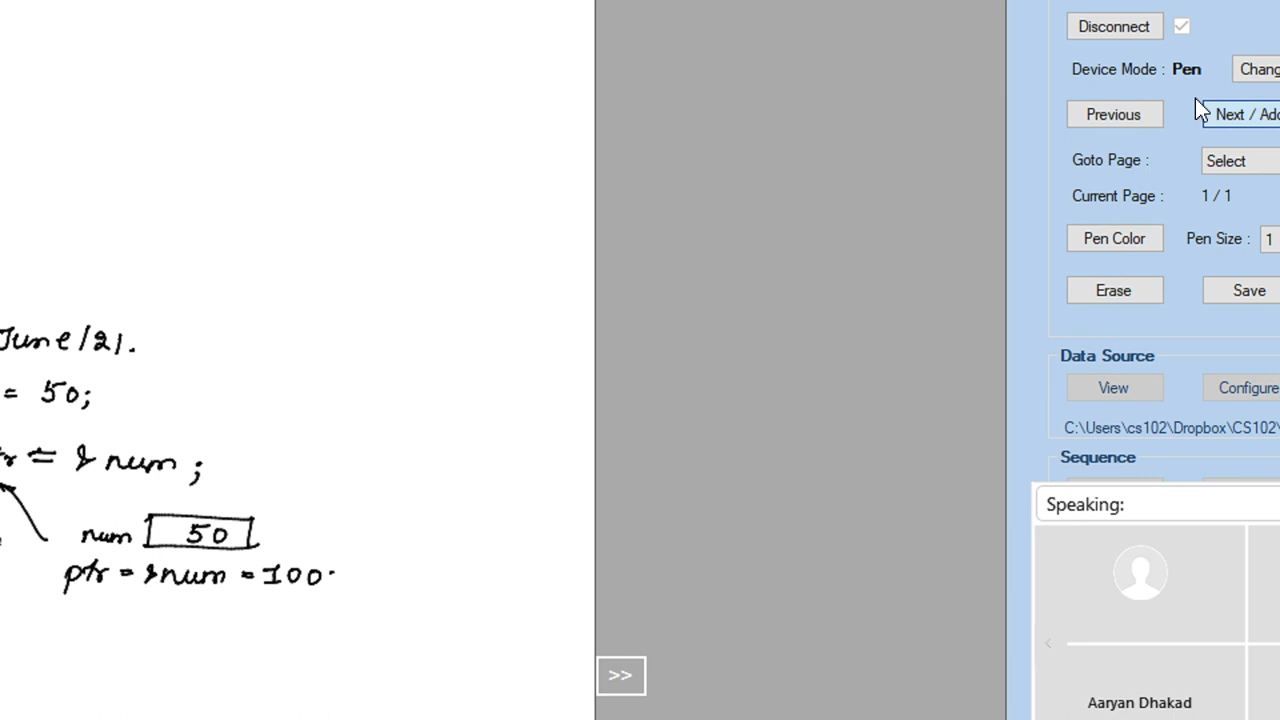 June/21.
= 50;
= & num;
num 50
ptr = &num = 100.
>>
Disconnect
Device Mode : Pen
Previous
Goto Page : Select
Current Page : 1 / 1
Pen Color Pen Size : 1
Erase Save
Data Source
View Configure
C:\Users\cs102\Dropbox\CS102\
Sequence
Speaking:
Aaryan Dhakad